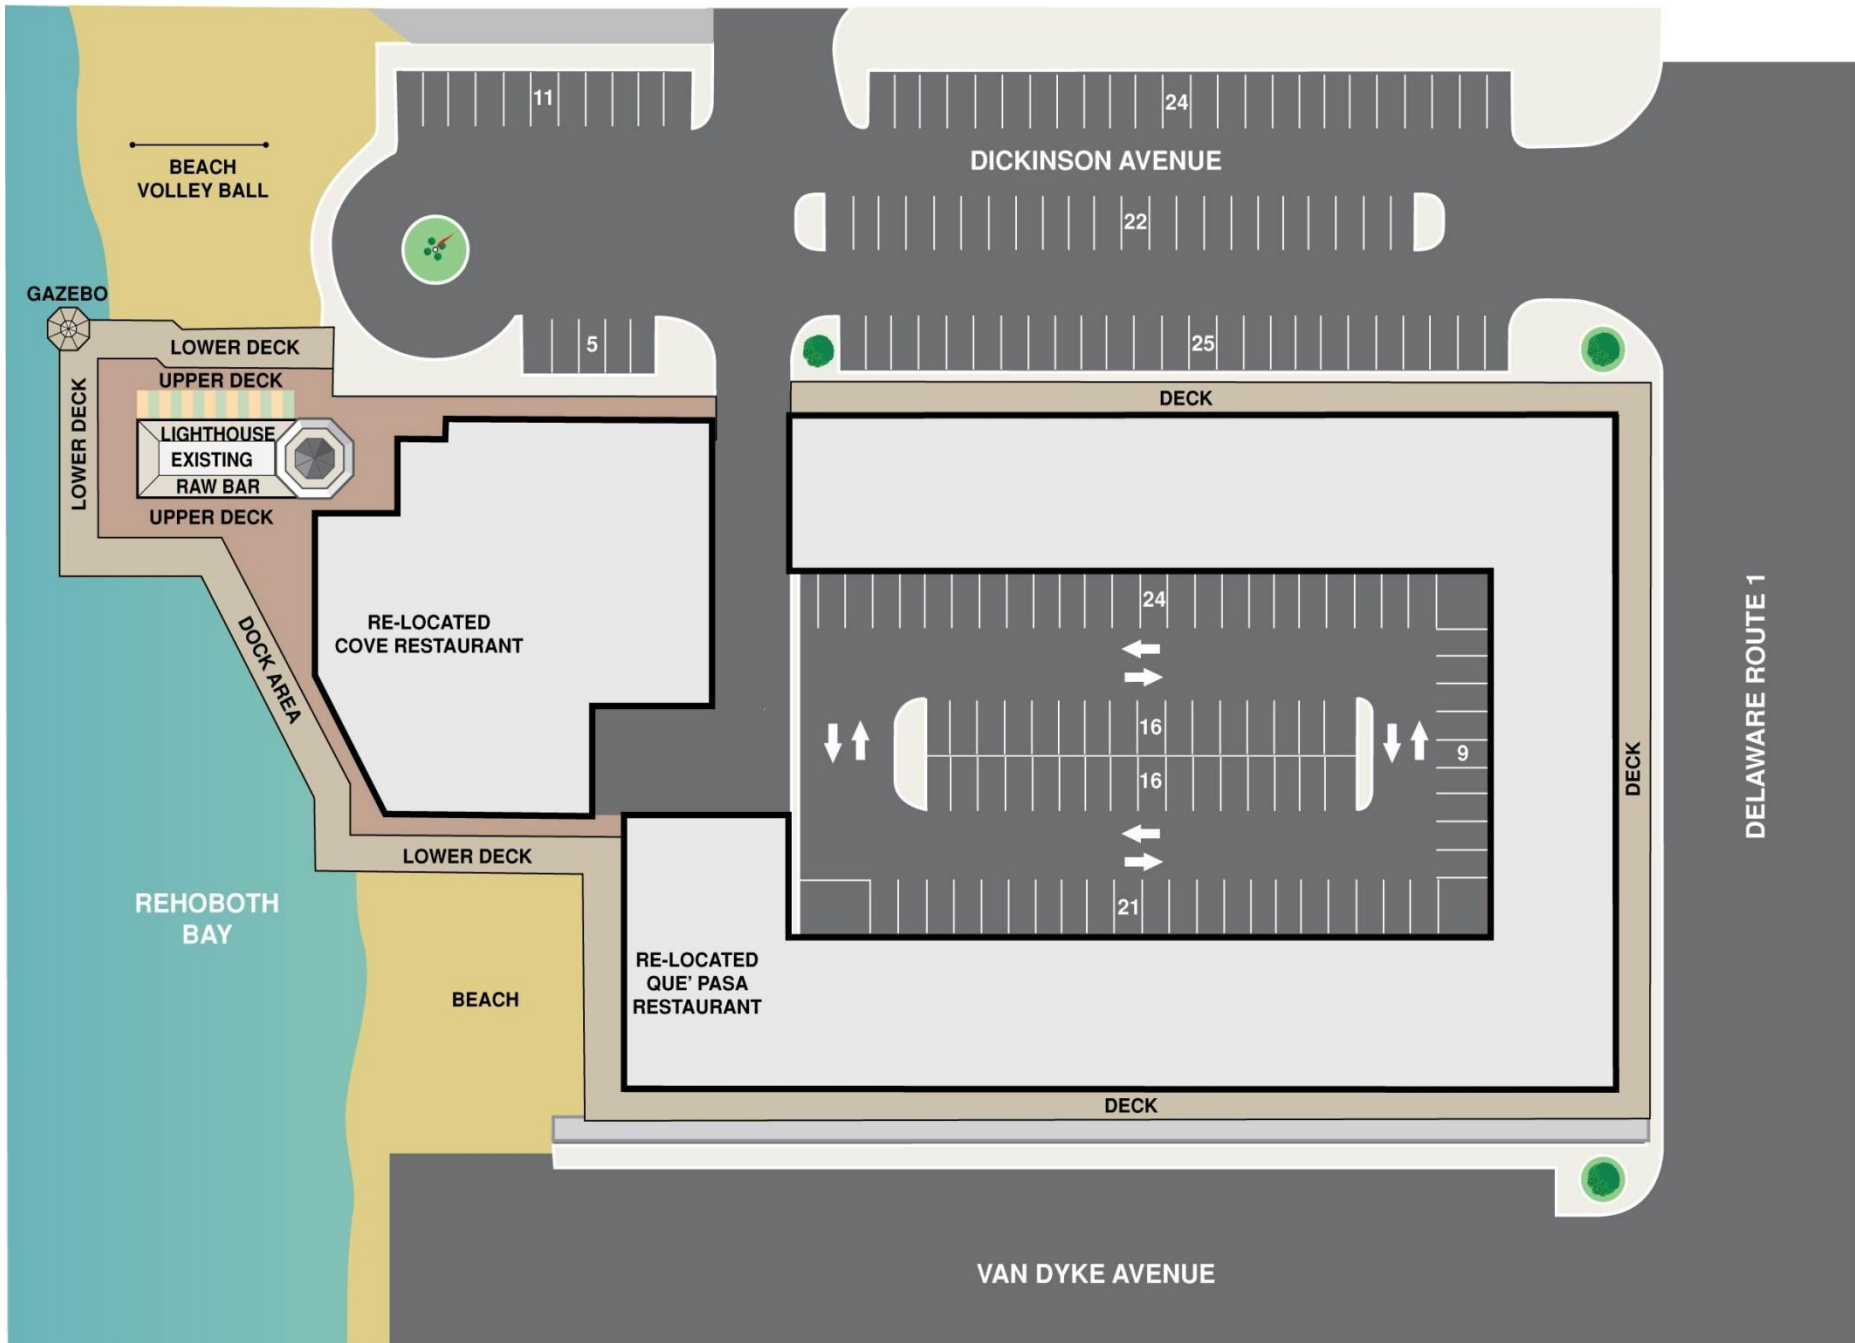 11
24
DICKINSON AVENUE
BEACH
VOLLEY BALL
22
GAZEBO
LOWER DECK
5
25
UPPER DECK
DECK
LOWER DECK
LIGHTHOUSE
EXISTING
RAW BAR
UPPER DECK
24
RE-LOCATED
COVE RESTAURANT
DOCK AREA
DELAWARE ROUTE 1
16
9
16
DECK
LOWER DECK
REHOBOTH
BAY
21
RE-LOCATED
QUE' PASA
RESTAURANT
BEACH
DECK
VAN DYKE AVENUE